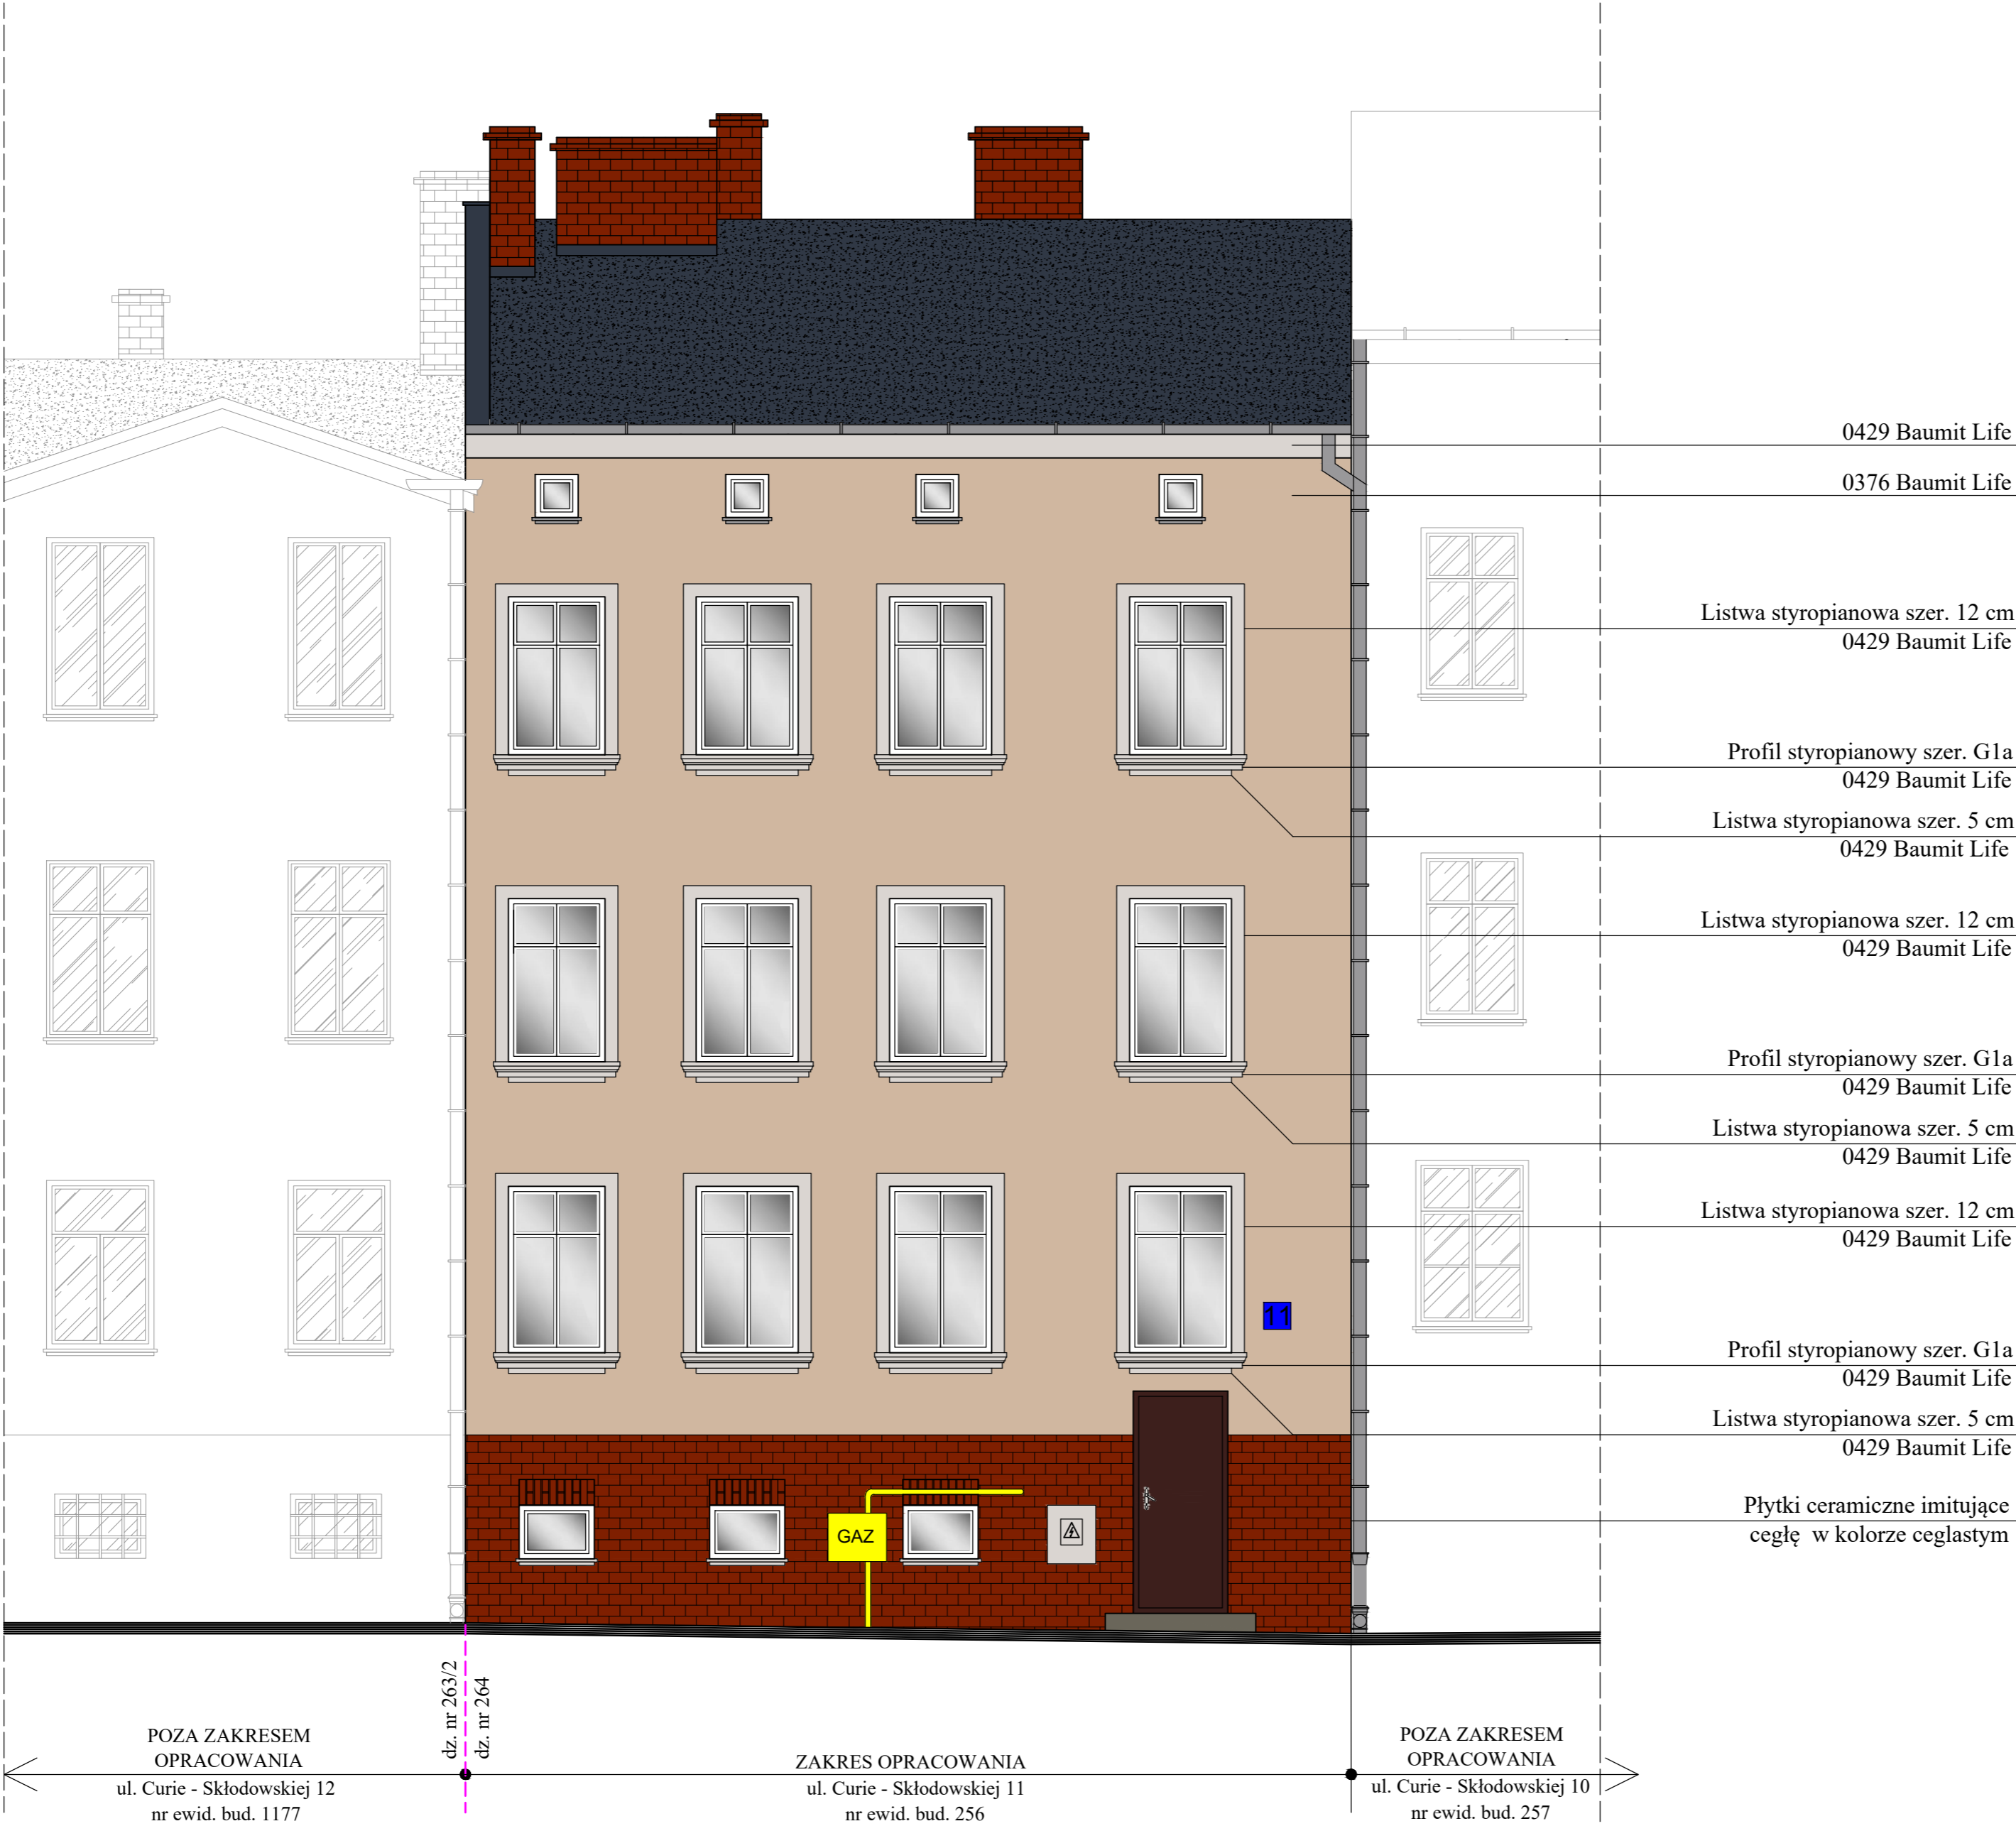 0429 Baumit Life
0376 Baumit Life
Listwa styropianowa szer. 12 cm
0429 Baumit Life
Profil styropianowy szer. G1a
0429 Baumit Life
Listwa styropianowa szer. 5 cm
0429 Baumit Life
Listwa styropianowa szer. 12 cm
0429 Baumit Life
Profil styropianowy szer. G1a
0429 Baumit Life
Listwa styropianowa szer. 5 cm
0429 Baumit Life
Listwa styropianowa szer. 12 cm
0429 Baumit Life
11
Profil styropianowy szer. G1a
0429 Baumit Life
Listwa styropianowa szer. 5 cm
0429 Baumit Life
Płytki ceramiczne imitujące
cegłę w kolorze ceglastym
GAZ
dz. nr 263/2
dz. nr 264
POZA ZAKRESEM
OPRACOWANIA
ul. Curie - Skłodowskiej 12
nr ewid. bud. 1177
ZAKRES OPRACOWANIA
ul. Curie - Skłodowskiej 11
nr ewid. bud. 256
POZA ZAKRESEM
OPRACOWANIA
ul. Curie - Skłodowskiej 10
nr ewid. bud. 257